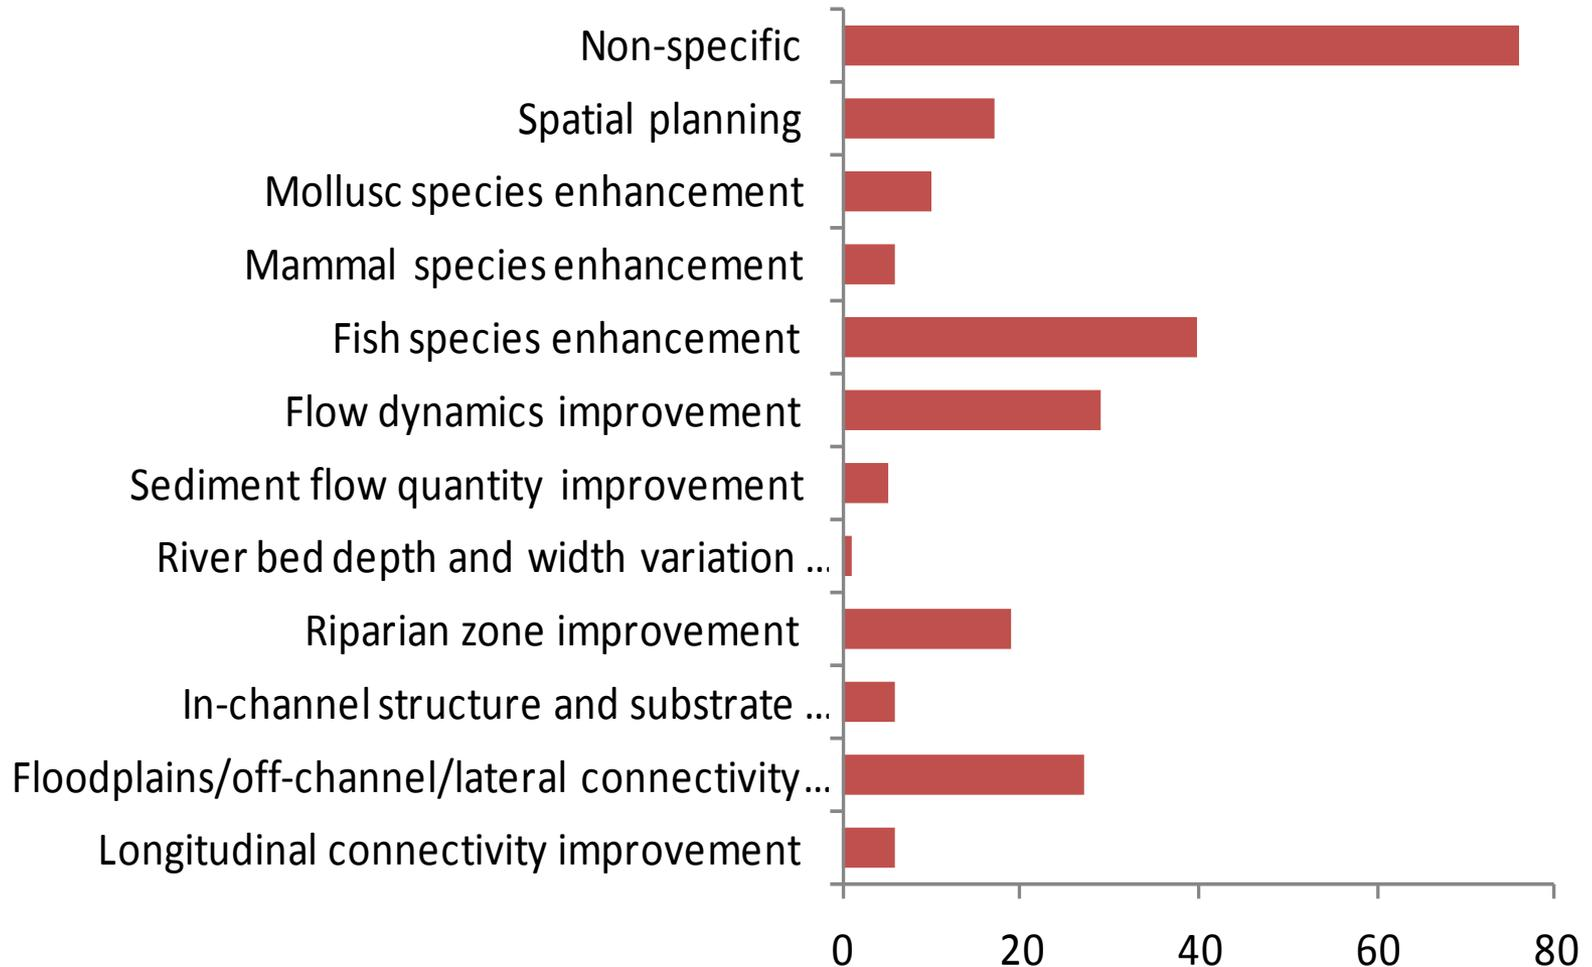 Non-specific
Spatial planning
Mollusc species enhancement
Mammal species enhancement
Fish species enhancement
Flow dynamics improvement
Sediment flow quantity improvement
River bed depth and width variation ...
Riparian zone improvement
In-channel structure and substrate ...
Floodplains/off-channel/lateral connectivity...
Longitudinal connectivity improvement
0 20 40 60 80